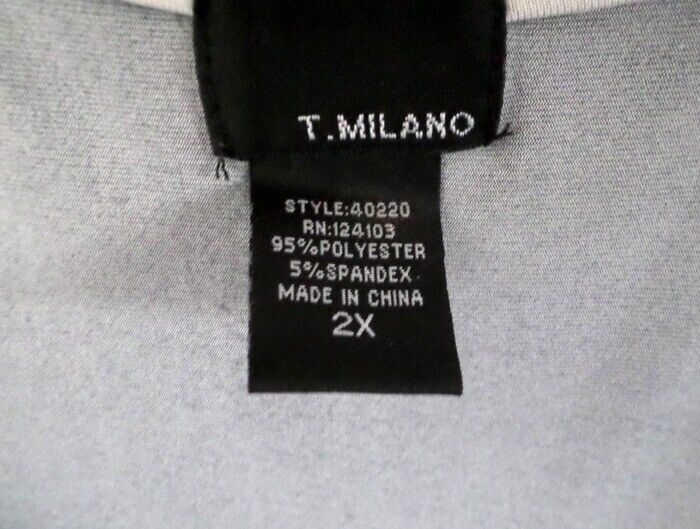 T.MILANO
STYLE:40220
RN:124103
95%POLYESTER
5%SPANDEX
MADE IN CHINA
2X